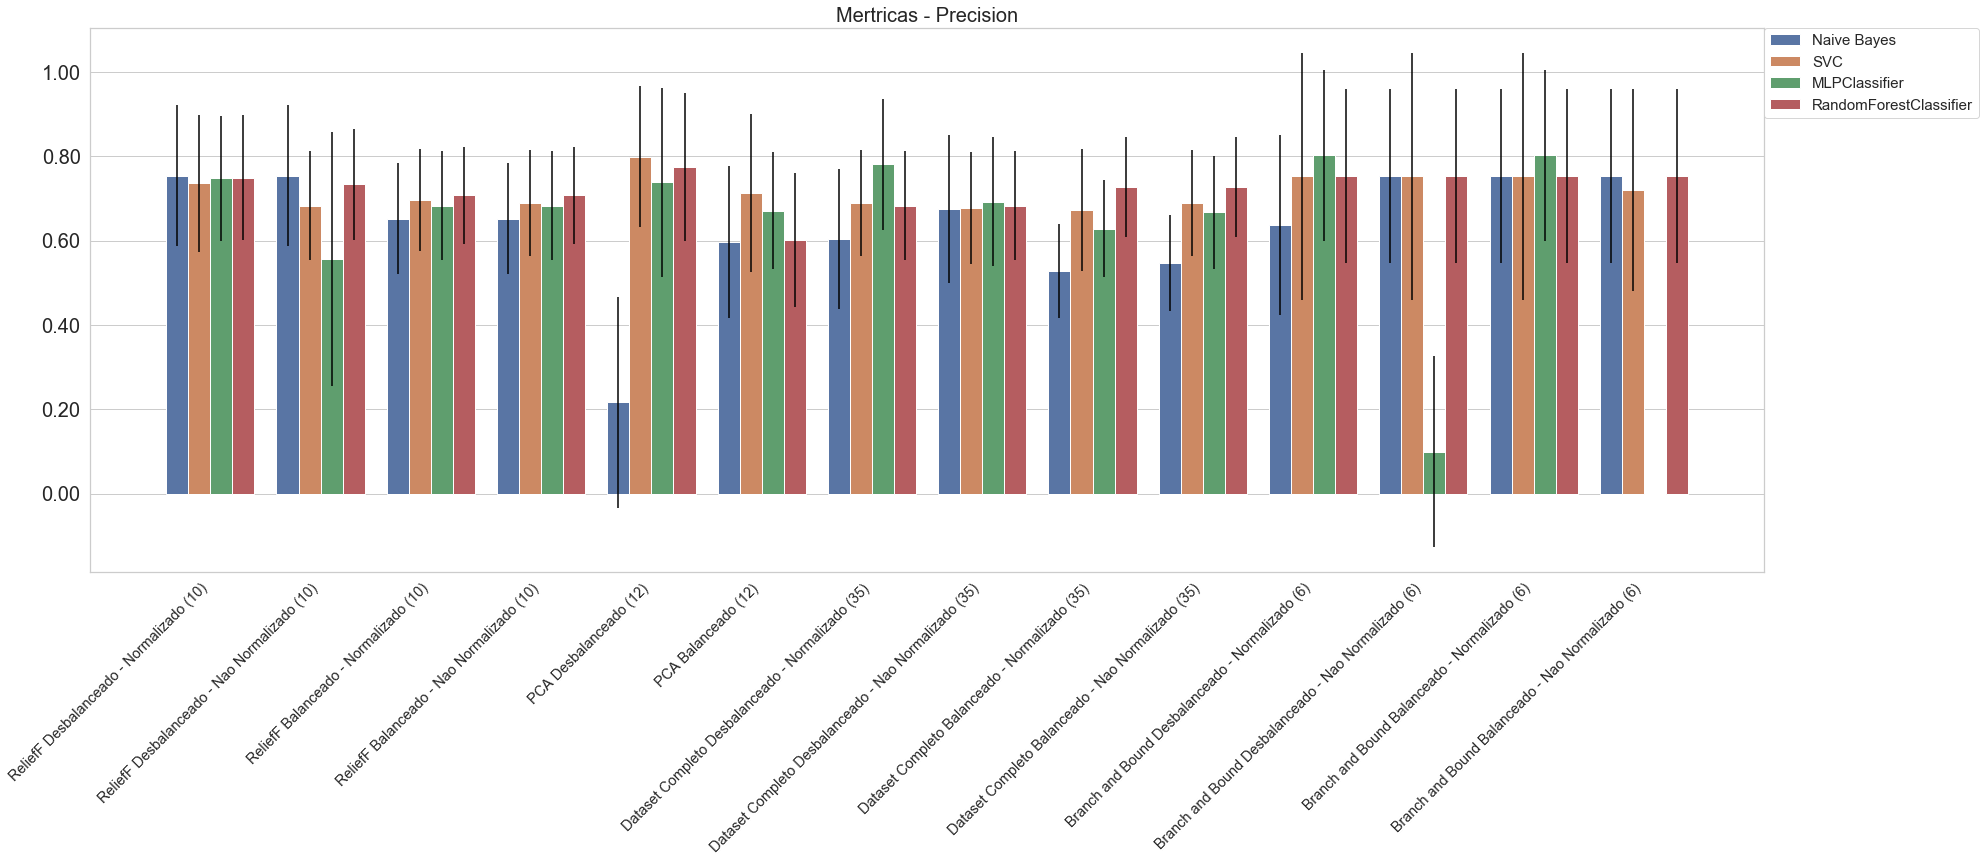 Mertricas - Precision
Naive Bayes
SVC
MLPClassifier
RandomForestClassifier
1.00
0.80
0.60
0.40
0.20
0.00
ReliefF Desbalanceado - Normalizado (10)
ReliefF Desbalanceado - Nao Normalizado (10)
ReliefF Balanceado - Normalizado (10)
ReliefF Balanceado - Nao Normalizado (10)
PCA Desbalanceado (12)
PCA Balanceado (12)
Dataset Completo Desbalanceado - Normalizado (35)
Dataset Completo Desbalanceado - Nao Normalizado (35)
Dataset Completo Balanceado - Normalizado (35)
Dataset Completo Balanceado - Nao Normalizado (35)
Branch and Bound Desbalanceado - Normalizado (6)
Branch and Bound Desbalanceado - Nao Normalizado (6)
Branch and Bound Balanceado - Normalizado (6)
Branch and Bound Balanceado - Nao Normalizado (6)